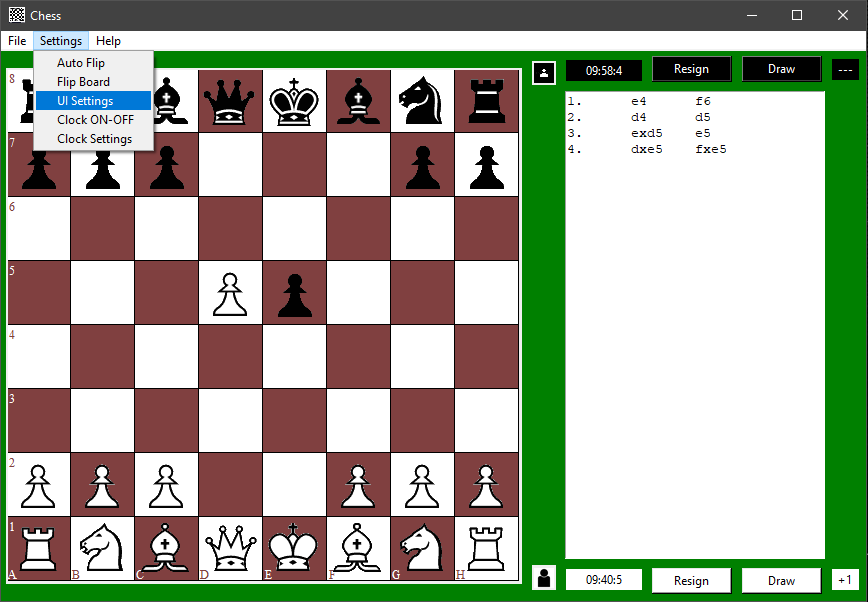 Chess
File Settings Help
Auto Flip
Flip Board
UI Settings
Clock ON-OFF
Clock Settings
09:58:4 Resign Draw ---
1. e4 f6
2. d4 d5
3. exd5 e5
4. dxe5 fxe5
8
7
6
5
4
3
2
1
A B C D E F G H
09:40:5 Resign Draw +1